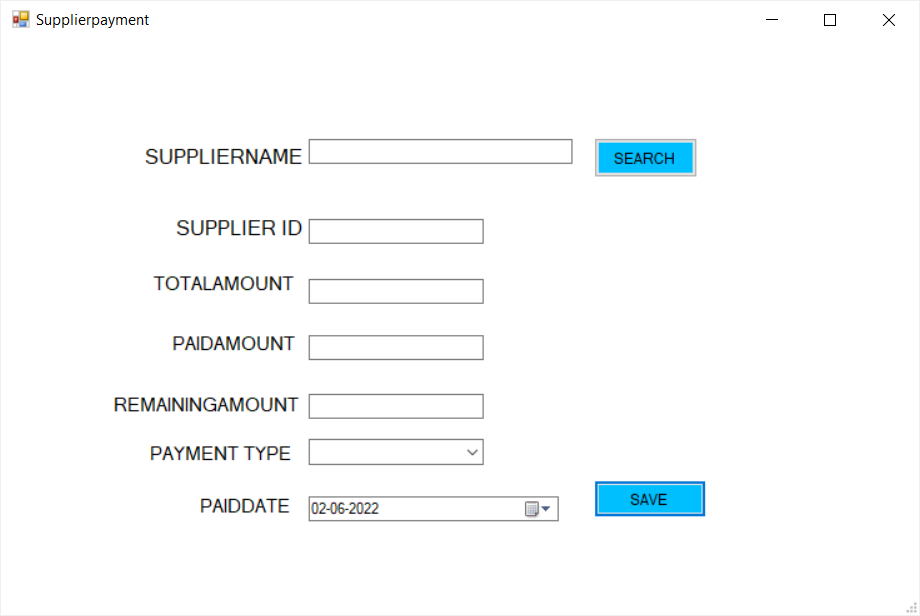 Supplierpayment
SUPPLIERNAME
SEARCH
SUPPLIER ID
TOTALAMOUNT
PAIDAMOUNT
REMAININGAMOUNT
PAYMENT TYPE
PAIDDATE 02-06-2022
SAVE